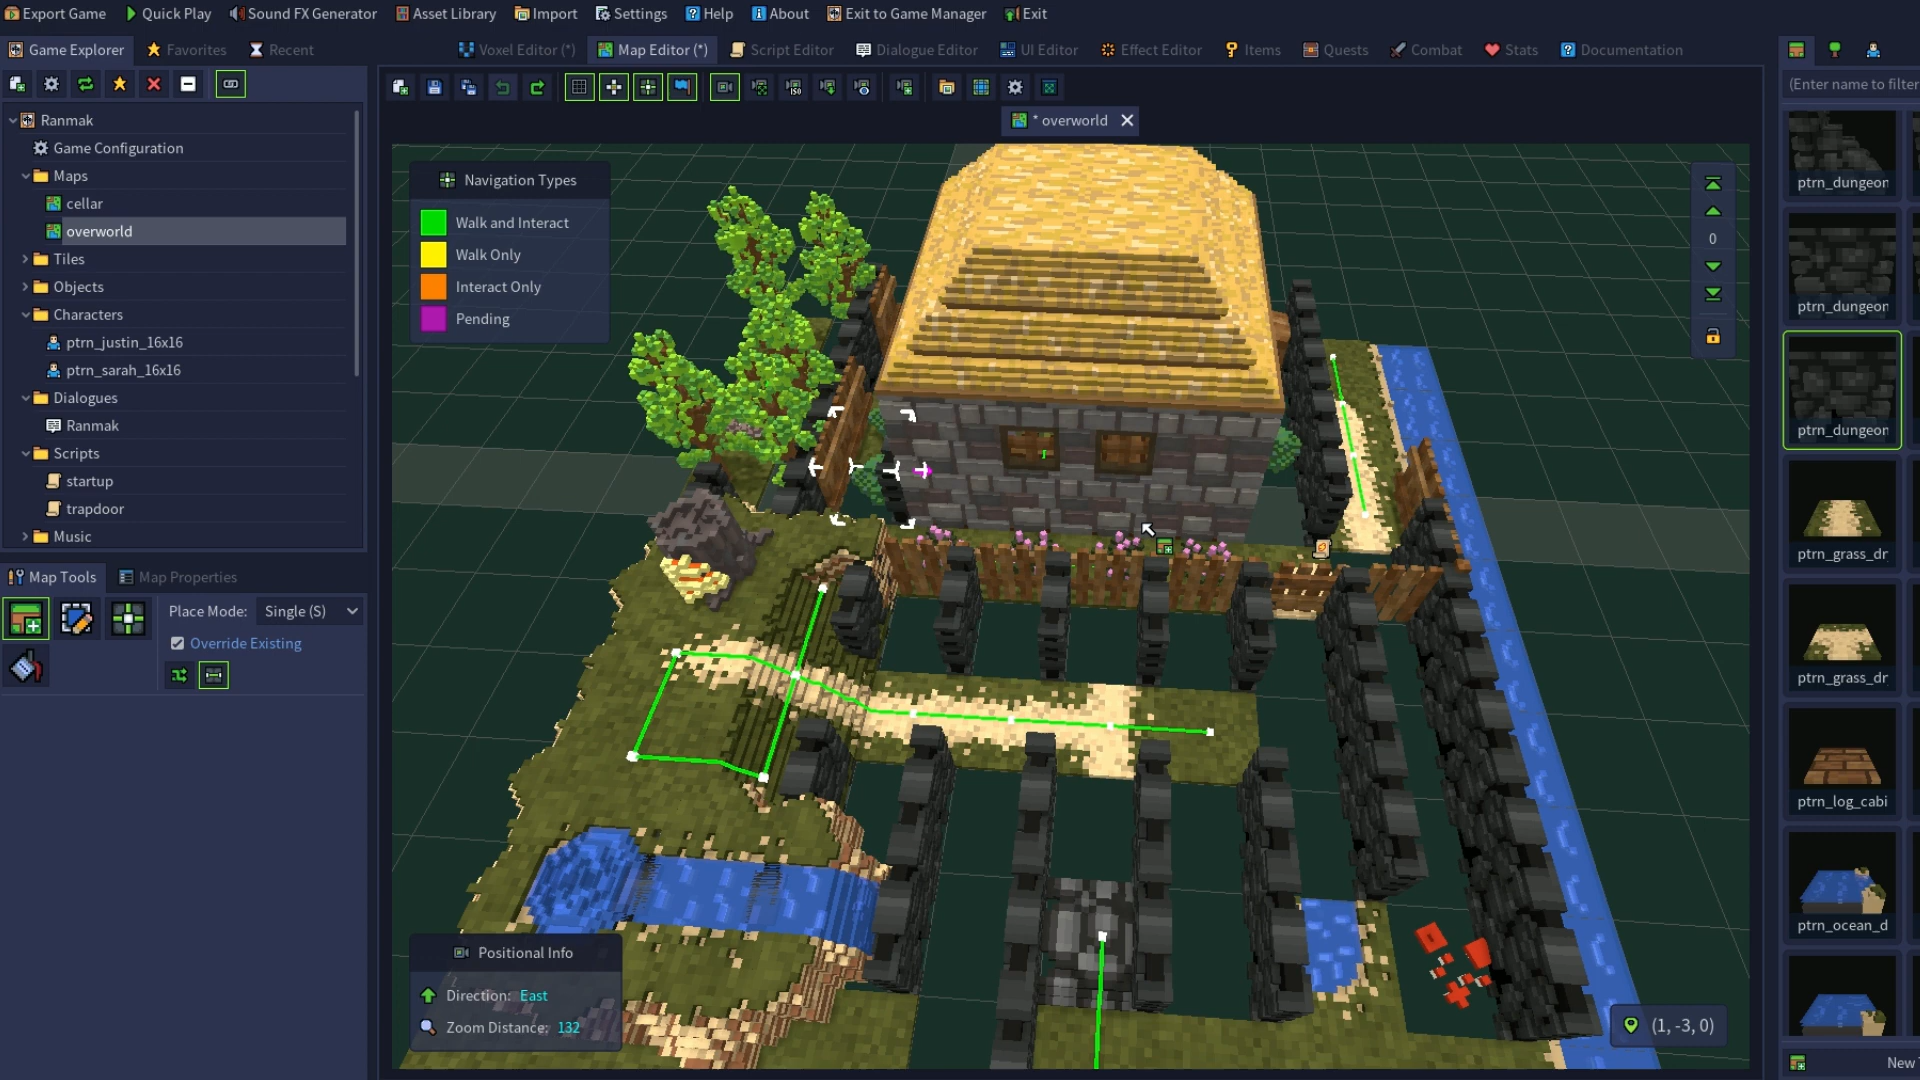 Export Game Quick Play Sound FX Generator Asset Library Import Settings Help About Exit to Game Manager Exit
Game Explorer Favorites Recent
Voxel Editor (*) Map Editor (*) Script Editor Dialogue Editor UI Editor Effect Editor Items Quests Combat Stats Documentation
(Enter name to filter
* overworld
Ranmak
Game Configuration
Maps
cellar
overworld
Tiles
Objects
Characters
ptrn_justin_16x16
ptrn_sarah_16x16
Dialogues
Ranmak
Scripts
startup
trapdoor
Music
Map Tools Map Properties
Place Mode: Single (S)
Override Existing
Navigation Types
Walk and Interact
Walk Only
Interact Only
Pending
0
Positional Info
Direction: East
Zoom Distance: 132
(1, -3, 0)
ptrn_dungeon
ptrn_dungeon
ptrn_dungeon
ptrn_grass_dr
ptrn_grass_dr
ptrn_log_cabi
ptrn_ocean_d
New